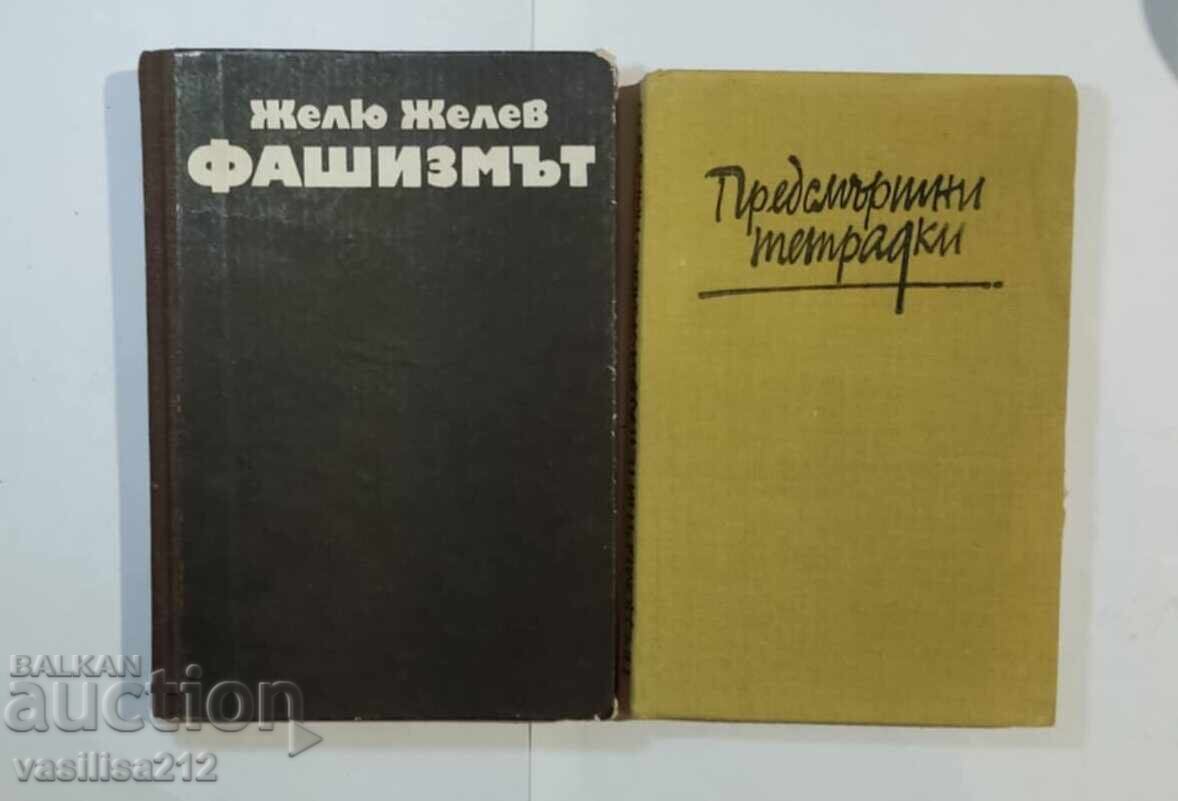 Желю Желев
ФАШИЗМЪТ
Предсмъртни
тетрадки
BALKAN
auction
vasilisa212